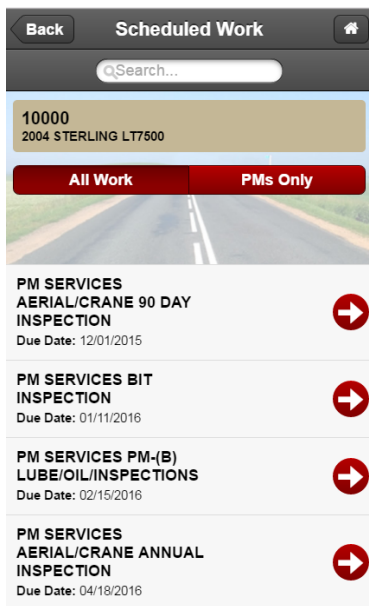 Back
Scheduled Work
Search...
10000
2004 STERLING LT7500
All Work
PMs Only
PM SERVICES
AERIAL/CRANE 90 DAY
INSPECTION
Due Date: 12/01/2015
PM SERVICES BIT
INSPECTION
Due Date: 01/11/2016
PM SERVICES PM-(B)
LUBE/OIL/INSPECTIONS
Due Date: 02/15/2016
PM SERVICES
AERIAL/CRANE ANNUAL
INSPECTION
Due Date: 04/18/2016